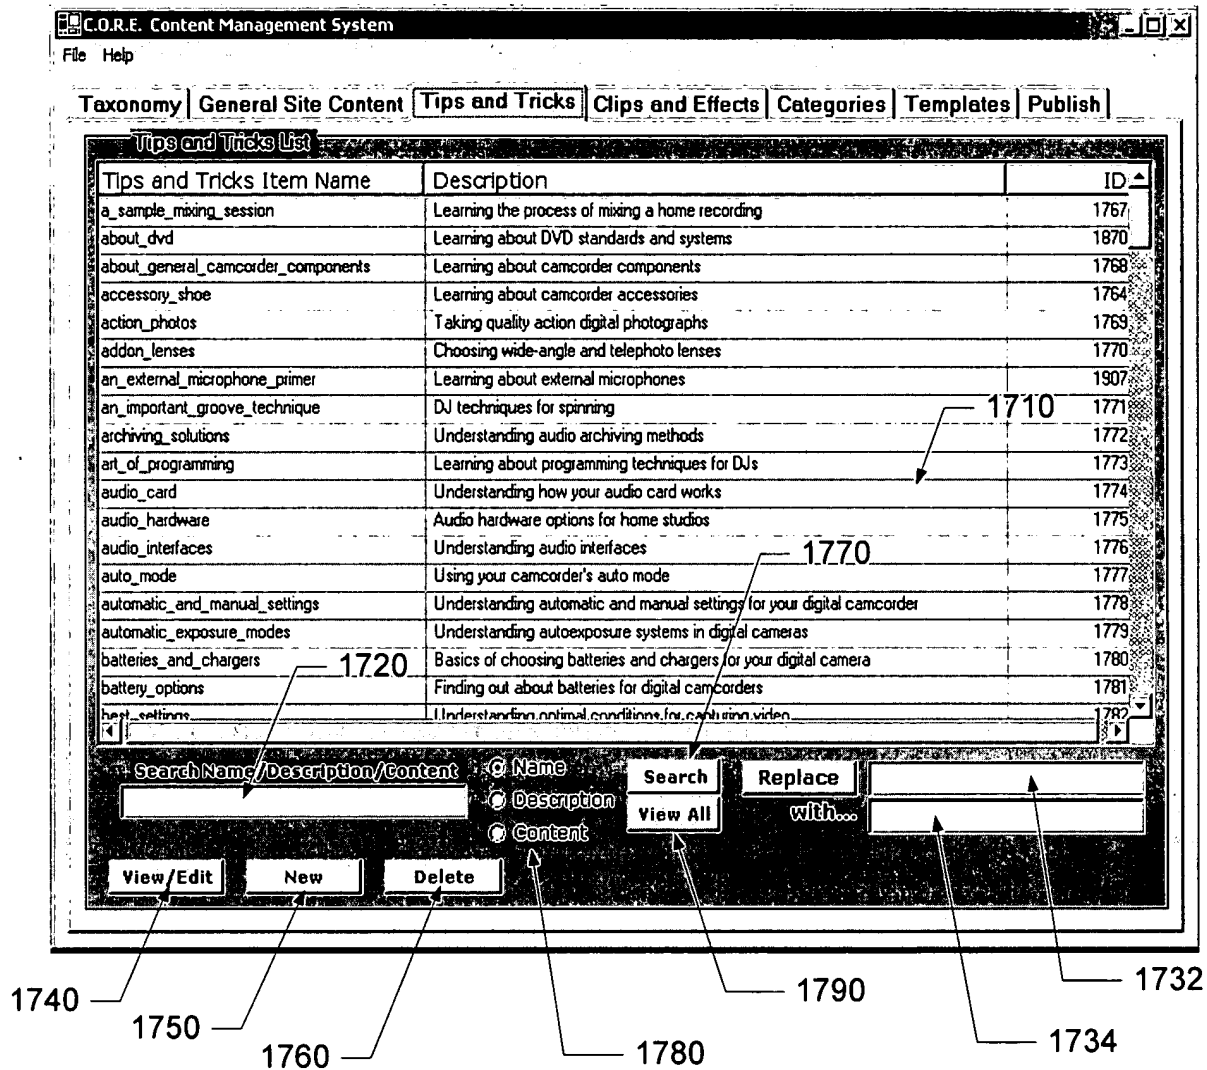 C.O.R.E. Content Management System
File Help
Taxonomy General Site Content Tips and Tricks Clips and Effects Categories Templates Publish
Tips and Tricks List
Tips and Tricks Item Name Description ID
a_sample_mixing_session Learning the process of mixing a home recording 1767
about_dvd Learning about DVD standards and systems 1870
about_general_camcorder_components Learning about camcorder components 1768
accessory_shoe Learning about camcorder accessories 1764
action_photos Taking quality action digital photographs 1769
addon_lenses Choosing wide-angle and telephoto lenses 1770
an_external_microphone_primer Learning about external microphones 1907
an_important_groove_technique DJ techniques for spinning 1771
1710
archiving_solutions Understanding audio archiving methods 1772
art_of_programming Learning about programming techniques for DJs 1773
audio_card Understanding how your audio card works 1774
audio_hardware Audio hardware options for home studios 1775
audio_interfaces Understanding audio interfaces 1776
1770
auto_mode Using your camcorder's auto mode 1777
automatic_and_manual_settings Understanding automatic and manual settings for your digital camcorder 1778
automatic_exposure_modes Understanding autoexposure systems in digital cameras 1779
batteries_and_chargers Basics of choosing batteries and chargers for your digital camera 1780
1720
battery_options Finding out about batteries for digital camcorders 1781
best_settings Understanding optimal conditions for capturing video 1782
Search Name/Description/Content
Name
Description
Content
Search
View All
Replace
with...
View/Edit New Delete
1740
1750
1760
1780
1790
1732
1734